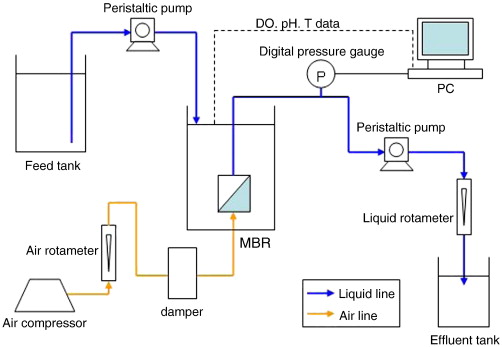 Peristaltic pump
DO. pH. T data
Digital pressure gauge
P
PC
Peristaltic pump
Feed tank
Liquid rotameter
MBR
Air rotameter
damper
Air compressor
Liquid line
Air line
Effluent tank